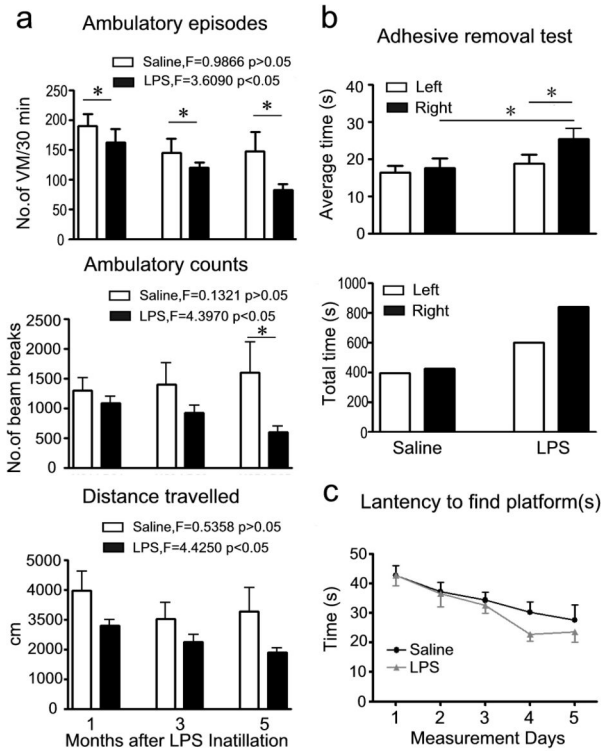 a
Ambulatory episodes
Saline,F=0.9866 p>0.05
LPS,F=3.6090 p<0.05
No.of VM/30 min
250
200
150
100
50
0
*
*
*
Ambulatory counts
Saline,F=0.1321 p>0.05
LPS,F=4.3970 p<0.05
No.of beam breaks
2500
2000
1500
1000
500
0
*
Distance travelled
Saline,F=0.5358 p>0.05
LPS,F=4.4250 p<0.05
cm
5000
4000
3500
2000
1000
0
1
3
5
Months after LPS Inatillation
b
Adhesive removal test
Left
Right
Average time (s)
60
40
20
0
*
*
Left
Right
Total time (s)
1000
800
600
400
200
0
Saline
LPS
c
Lantency to find platform(s)
Time (s)
50
40
30
20
10
0
Saline
LPS
1
2
3
4
5
Measurement Days